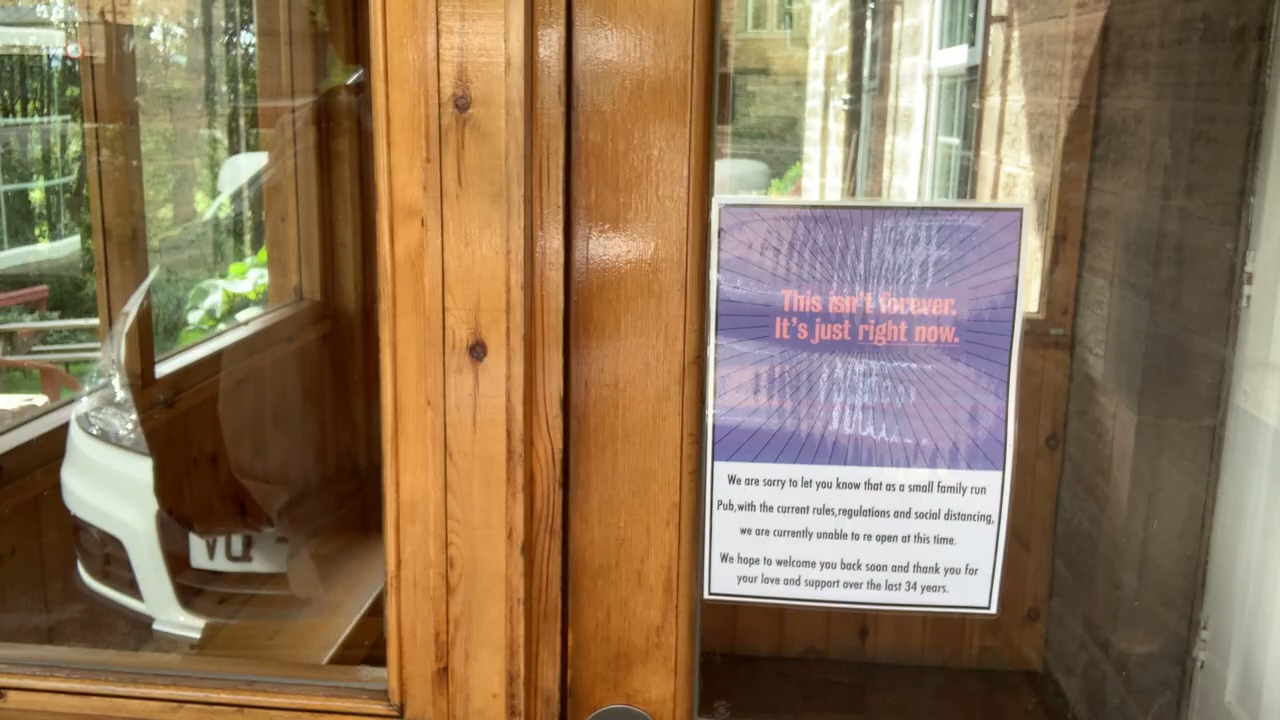 This isn't forever.
It's just right now.
We are sorry to let you know that as a small family run
Pub,with the current rules,regulations and social distancing,
we are currently unable to re open at this time.
We hope to welcome you back soon and thank you for
your love and support over the last 34 years.